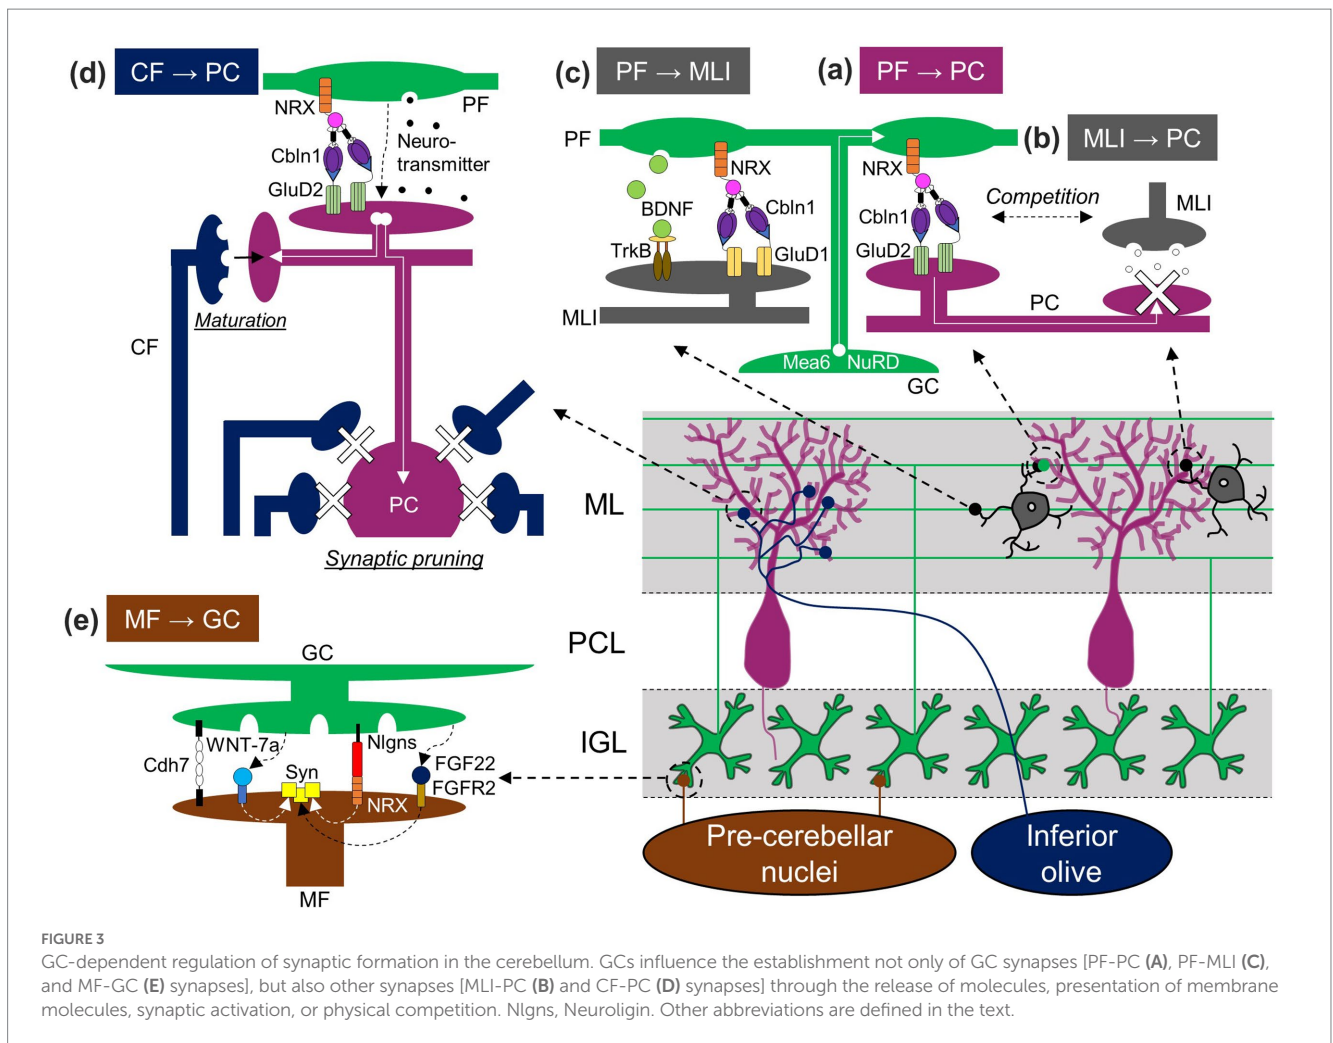 (d) CF → PC
NRX
PF
Cbln1
Neuro-
transmitter
GluD2
CF
Maturation
PC
Synaptic pruning
(c) PF → MLI
PF
NRX
BDNF
Cbln1
TrkB
GluD1
MLI
(a) PF → PC
NRX
Cbln1
GluD2
PC
Competition
(b) MLI → PC
MLI
Mea6 NuRD
GC
ML
PCL
IGL
Pre-cerebellar
nuclei
Inferior
olive
(e) MF → GC
GC
WNT-7a
Nlgns
Cdh7
Syn
FGF22
FGFR2
NRX
MF
FIGURE 3
GC-dependent regulation of synaptic formation in the cerebellum. GCs influence the establishment not only of GC synapses [PF-PC (A), PF-MLI (C),
and MF-GC (E) synapses], but also other synapses [MLI-PC (B) and CF-PC (D) synapses] through the release of molecules, presentation of membrane
molecules, synaptic activation, or physical competition. Nlgns, Neuroligin. Other abbreviations are defined in the text.